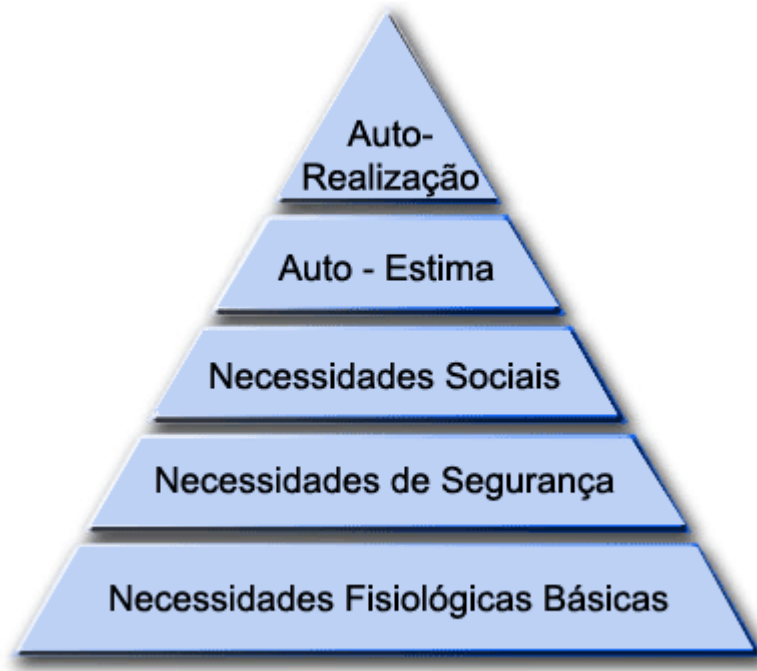 Auto-
Realização
Auto - Estima
Necessidades Sociais
Necessidades de Segurança
Necessidades Fisiológicas Básicas